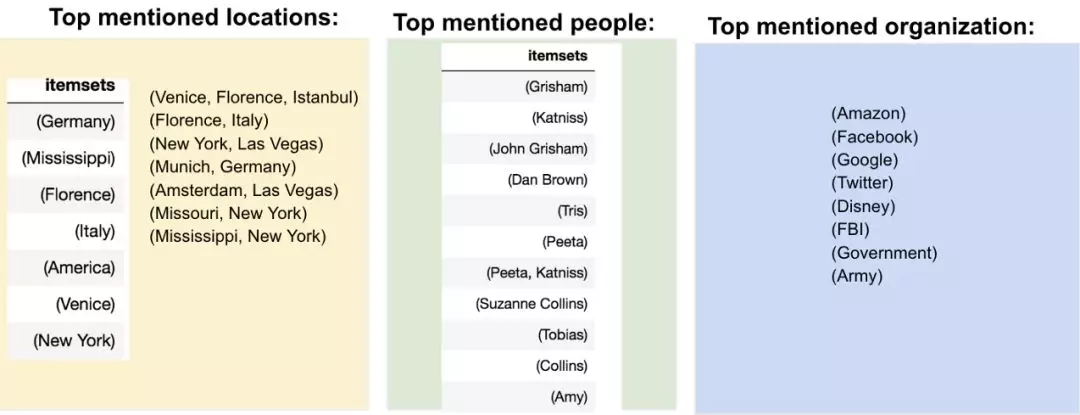 Top mentioned locations:
itemsets
(Germany)
(Mississippi)
(Florence)
(Italy)
(America)
(Venice)
(New York)
(Venice, Florence, Istanbul)
(Florence, Italy)
(New York, Las Vegas)
(Munich, Germany)
(Amsterdam, Las Vegas)
(Missouri, New York)
(Mississippi, New York)
Top mentioned people:
itemsets
(Grisham)
(Katniss)
(John Grisham)
(Dan Brown)
(Tris)
(Peeta)
(Peeta, Katniss)
(Suzanne Collins)
(Tobias)
(Collins)
(Amy)
Top mentioned organization:
(Amazon)
(Facebook)
(Google)
(Twitter)
(Disney)
(FBI)
(Government)
(Army)